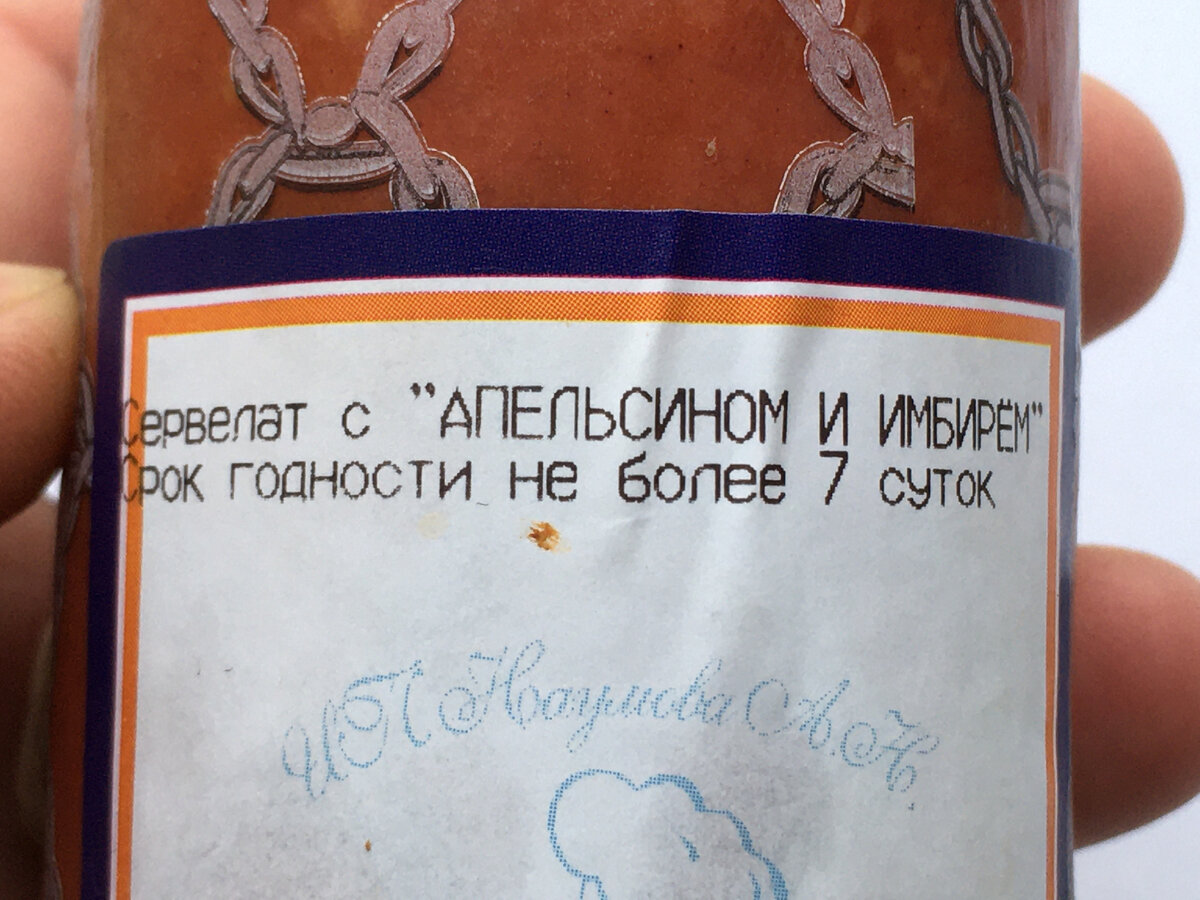 Сервелат с "АПЕЛЬСИНОМ И ИМБИРЁМ"
Срок годности не более 7 суток
ИП Наумова А.Н.